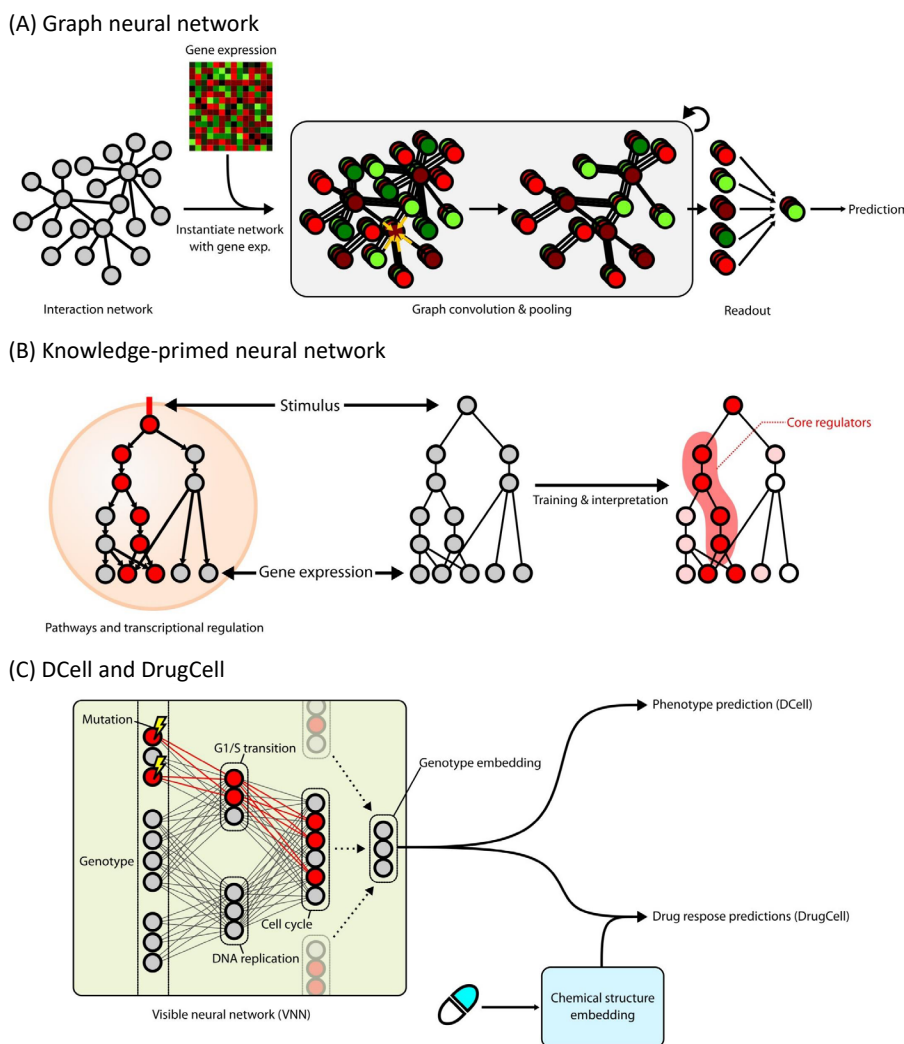 (A) Graph neural network
Gene expression
Instantiate network
with gene exp.
Prediction
Interaction network
Graph convolution & pooling
Readout
(B) Knowledge-primed neural network
Stimulus
Core regulators
Training & interpretation
Gene expression
Pathways and transcriptional regulation
(C) DCell and DrugCell
Mutation
G1/S transition
Genotype embedding
Phenotype prediction (DCell)
Genotype
Cell cycle
DNA replication
Drug respose predictions (DrugCell)
Chemical structure
embedding
Visible neural network (VNN)